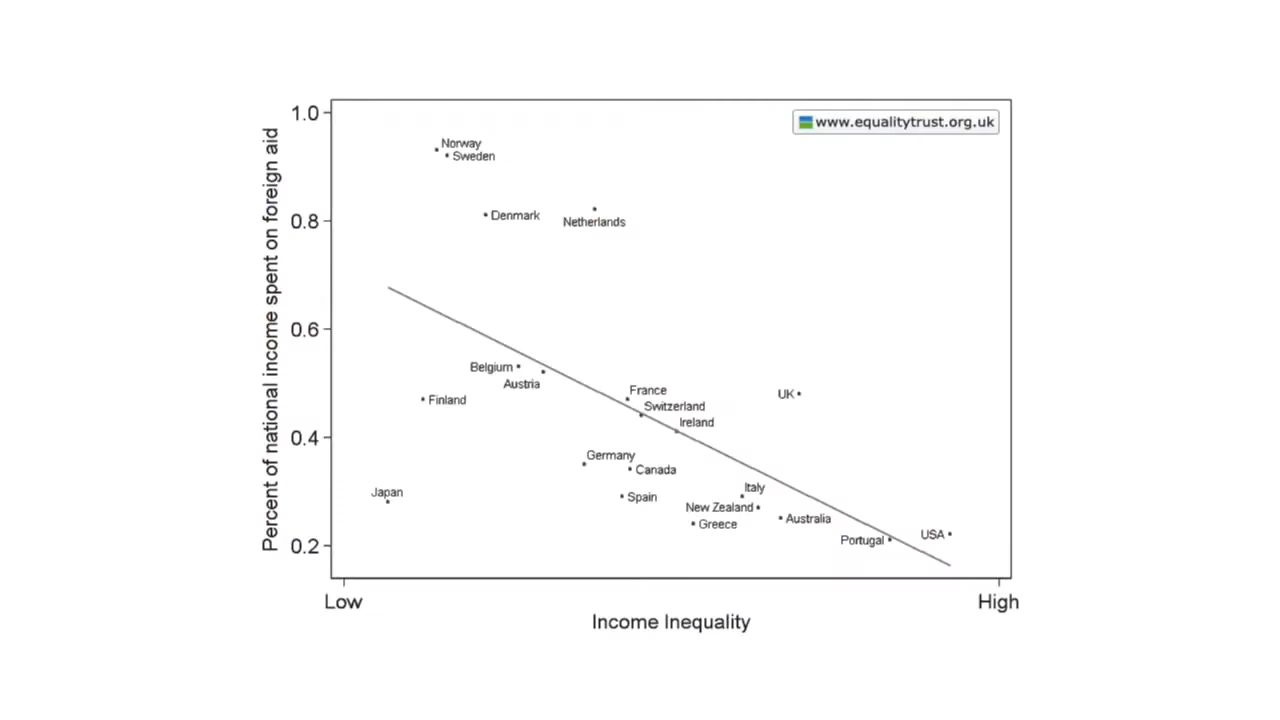 www.equalitytrust.org.uk
Percent of national income spent on foreign aid
1.0
0.8
0.6
0.4
0.2
Norway
Sweden
Denmark
Netherlands
Belgium
Austria
Finland
France
UK
Switzerland
Ireland
Germany
Canada
Japan
Italy
Spain
New Zealand
Australia
Greece
Portugal
USA
Low
High
Income Inequality